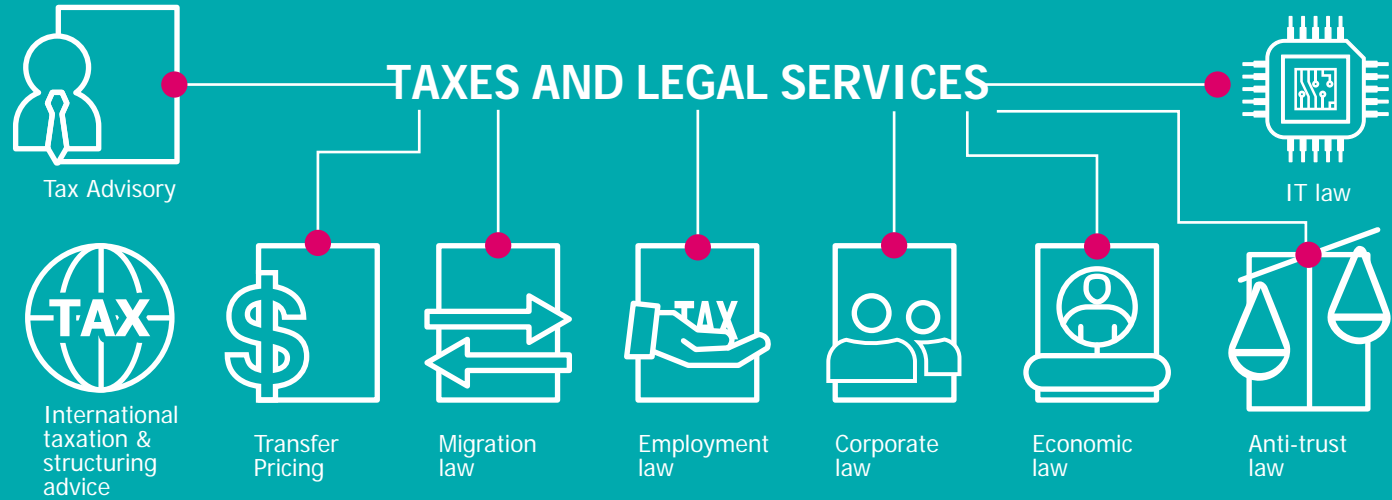 TAXES AND LEGAL SERVICES
Tax Advisory
IT law
TAX
TAX
International
taxation &
structuring
advice
Transfer
Pricing
Migration
law
Employment
law
Corporate
law
Economic
law
Anti-trust
law